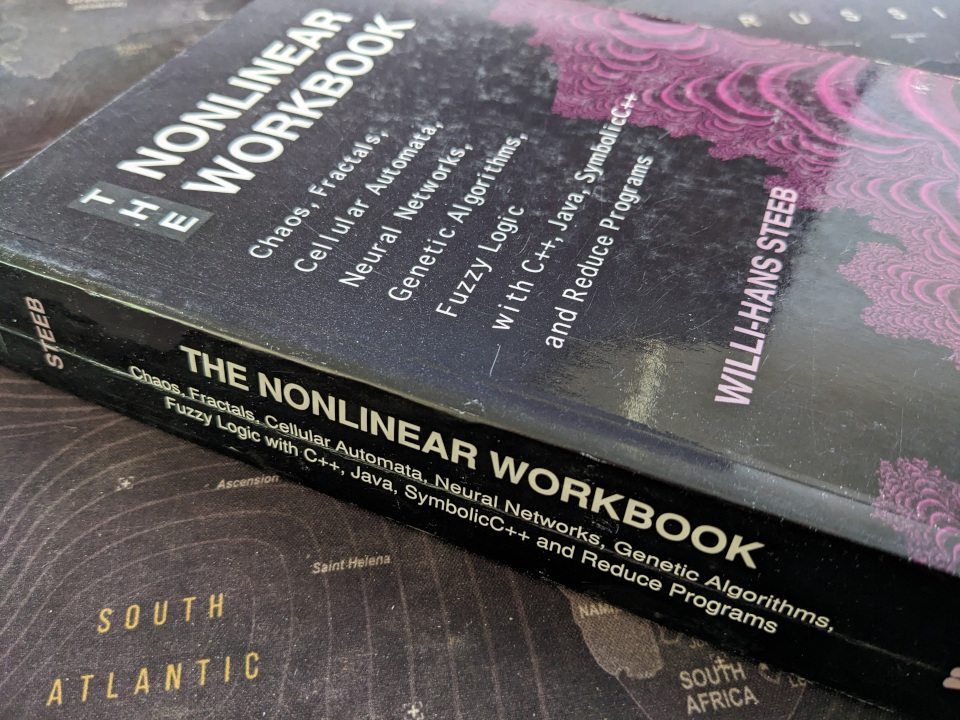 THE
NONLINEAR
WORKBOOK
Chaos, Fractals,
Cellular Automata,
Neural Networks,
Genetic Algorithms,
Fuzzy Logic
with C++, Java, SymbolicC++
and Reduce Programs
WILLI-HANS STEEB
STEEB
THE NONLINEAR WORKBOOK
Chaos, Fractals, Cellular Automata, Neural Networks, Genetic Algorithms,
Fuzzy Logic with C++, Java, SymbolicC++ and Reduce Programs
RUSSI
Ascension
Saint Helena
SOUTH
ATLANTIC
SOUTH
AFRICA